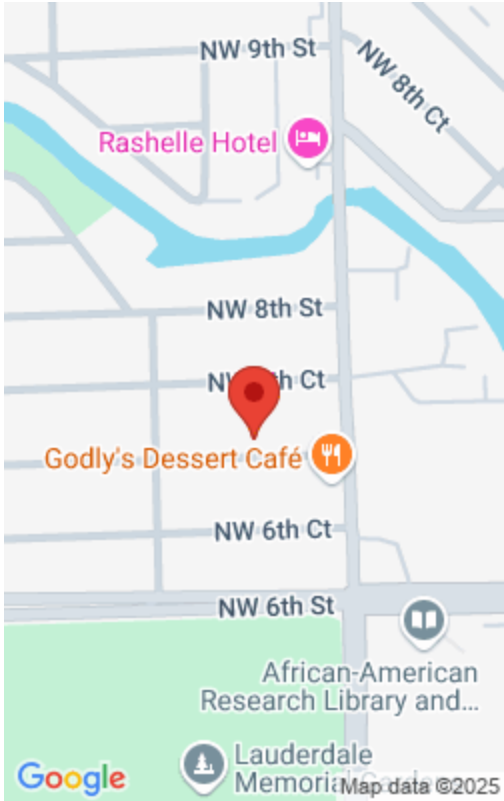 NW 9th St
NW 8th Ct
Rashelle Hotel
NW 8th St
Ct
Godly's Dessert Café
NW 6th Ct
NW 6th St
African-American
Research Library and...
Lauderdale
Memorial
Google
Map data ©2025